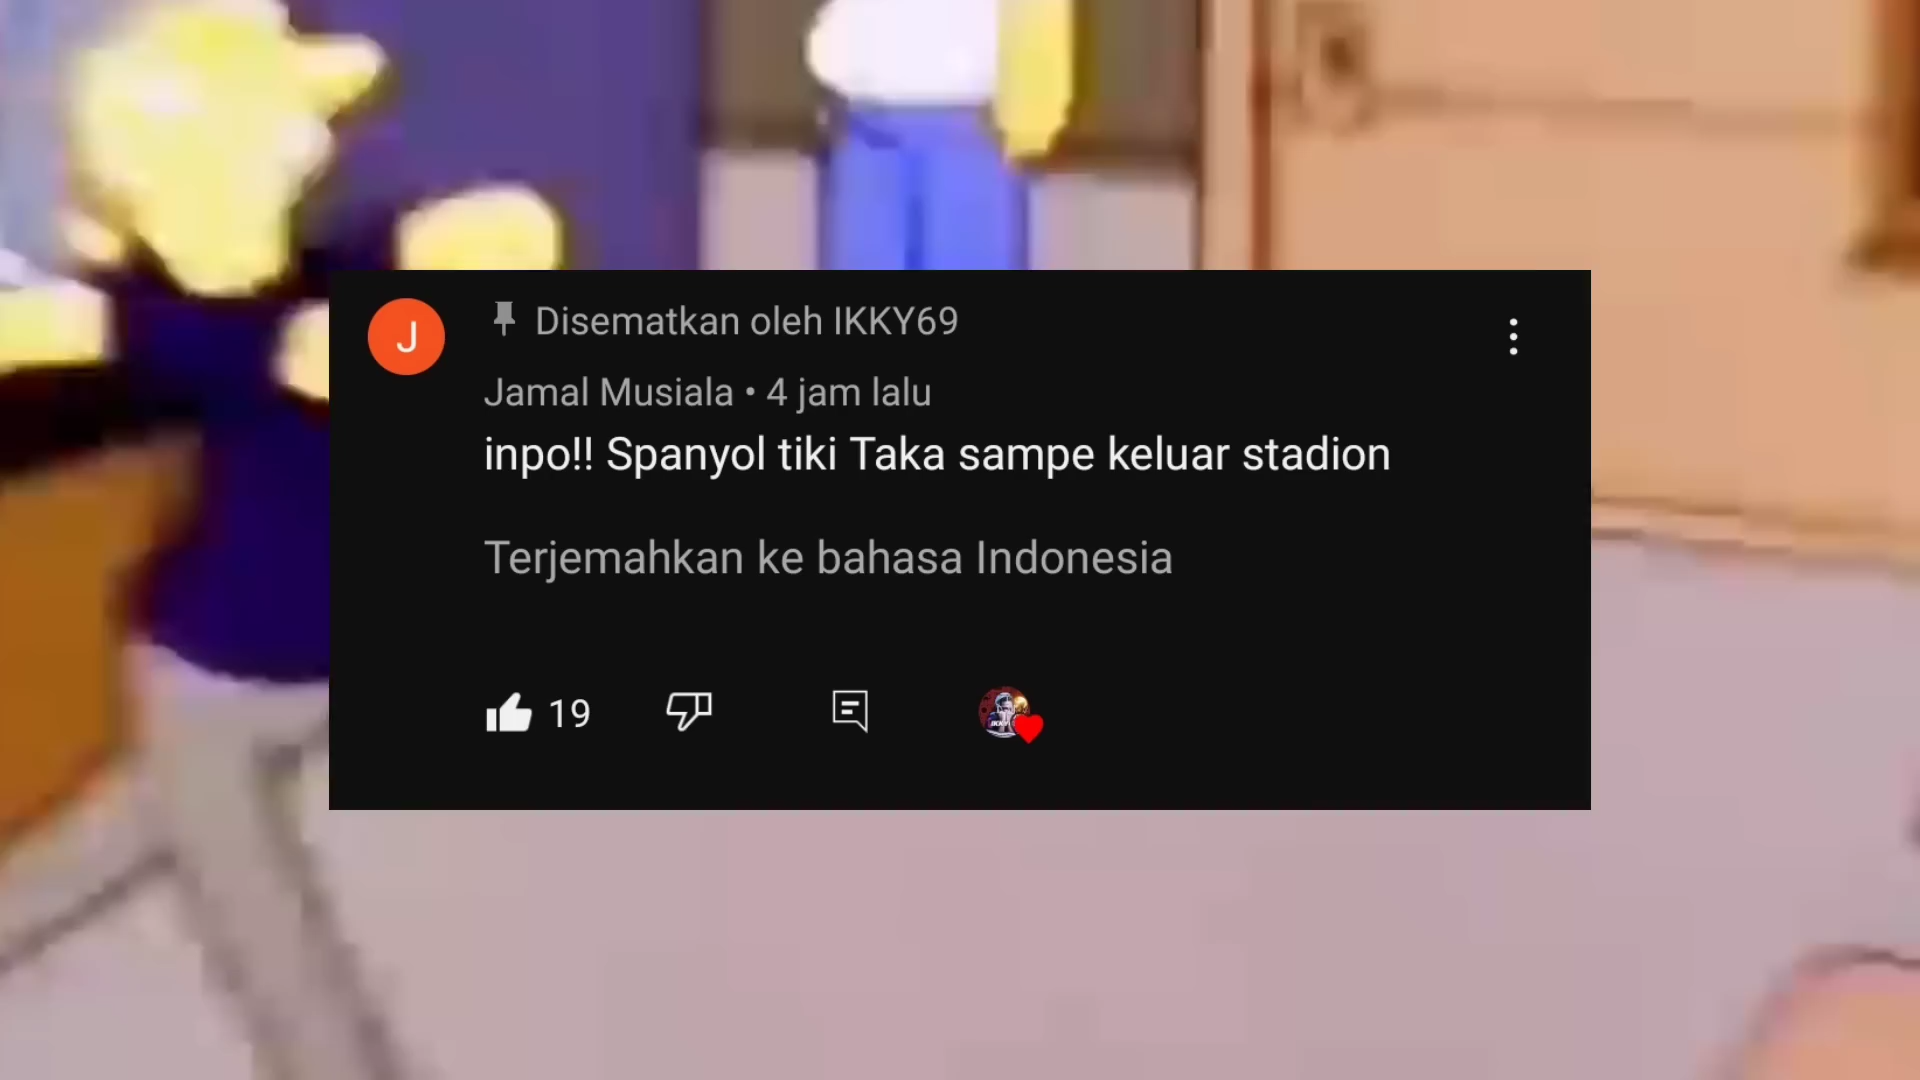 J
Disematkan oleh IKKY69
Jamal Musiala • 4 jam lalu
inpo!! Spanyol tiki Taka sampe keluar stadion
Terjemahkan ke bahasa Indonesia
19